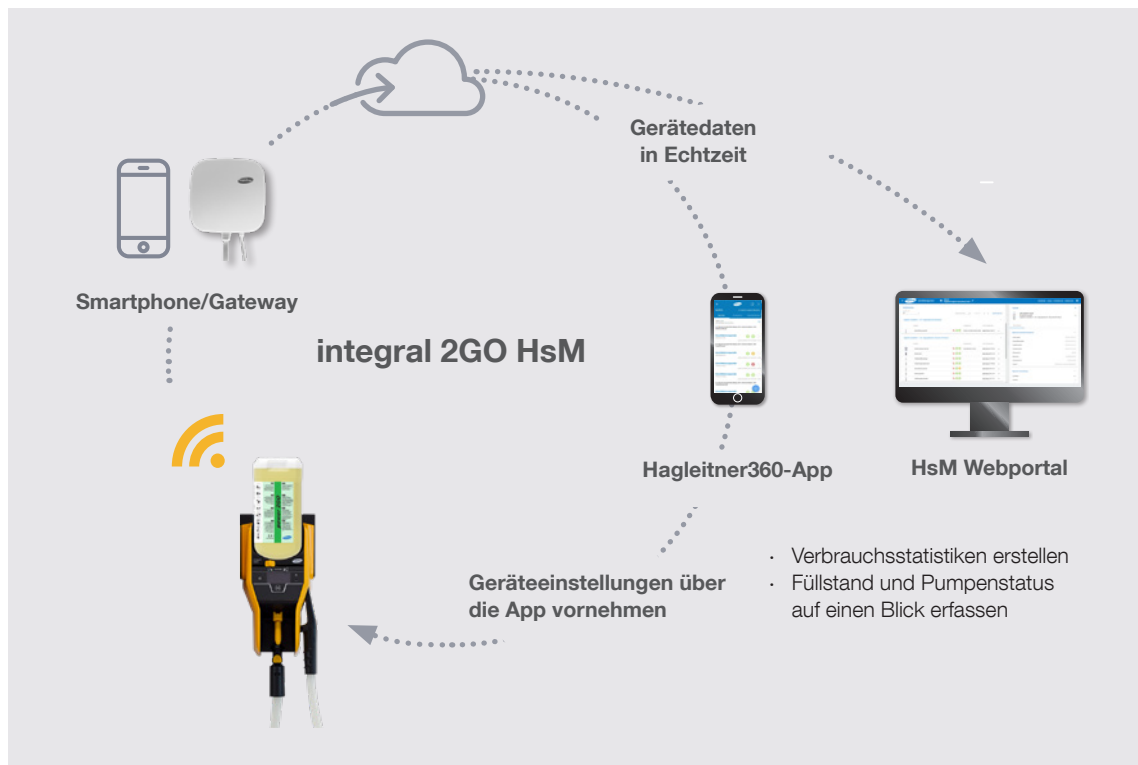 Gerätedaten
in Echtzeit
Smartphone/Gateway
integral 2GO HsM
Hagleitner360-App
HsM Webportal
Geräteeinstellungen über
die App vornehmen
· Verbrauchsstatistiken erstellen
· Füllstand und Pumpenstatus
auf einen Blick erfassen